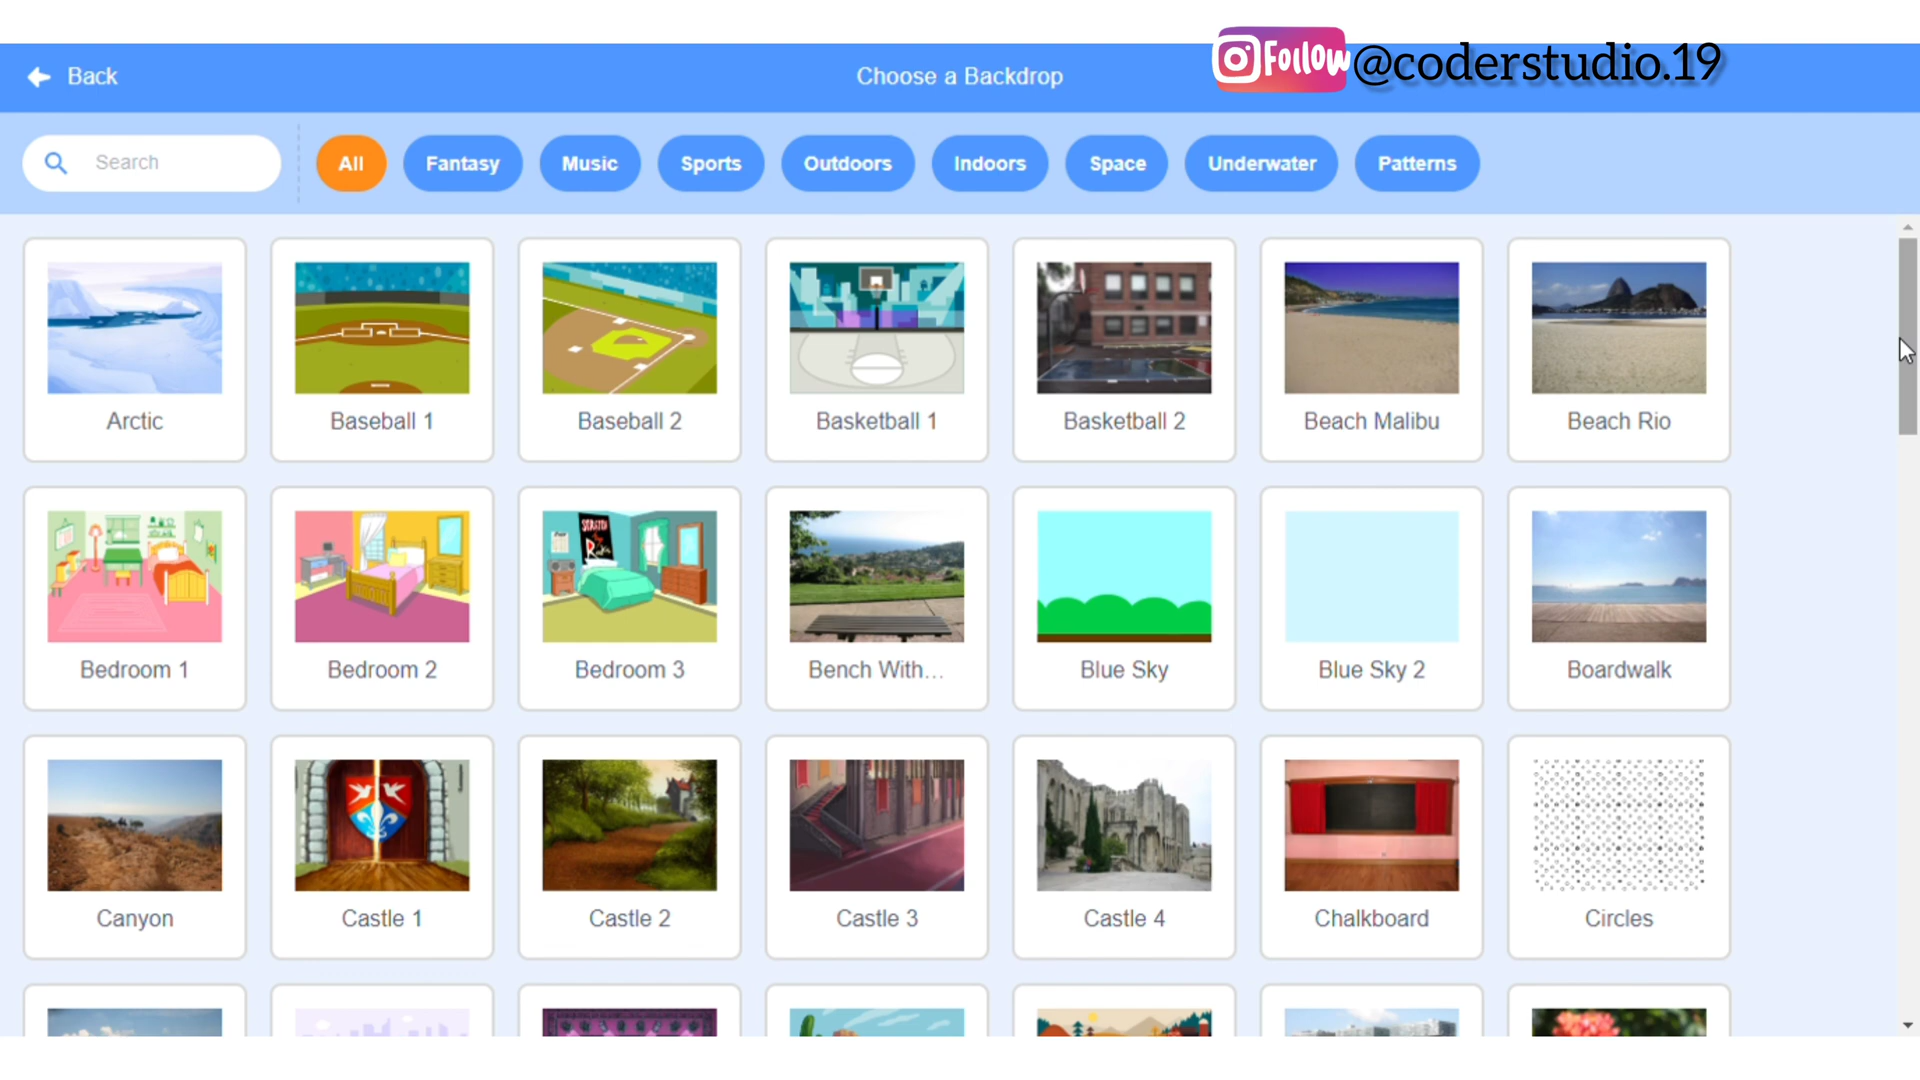 Follow @coderstudio.19
Back
Choose a Backdrop
Search
All
Fantasy
Music
Sports
Outdoors
Indoors
Space
Underwater
Patterns
Arctic
Baseball 1
Baseball 2
Basketball 1
Basketball 2
Beach Malibu
Beach Rio
Bedroom 1
Bedroom 2
Bedroom 3
Bench With...
Blue Sky
Blue Sky 2
Boardwalk
Canyon
Castle 1
Castle 2
Castle 3
Castle 4
Chalkboard
Circles